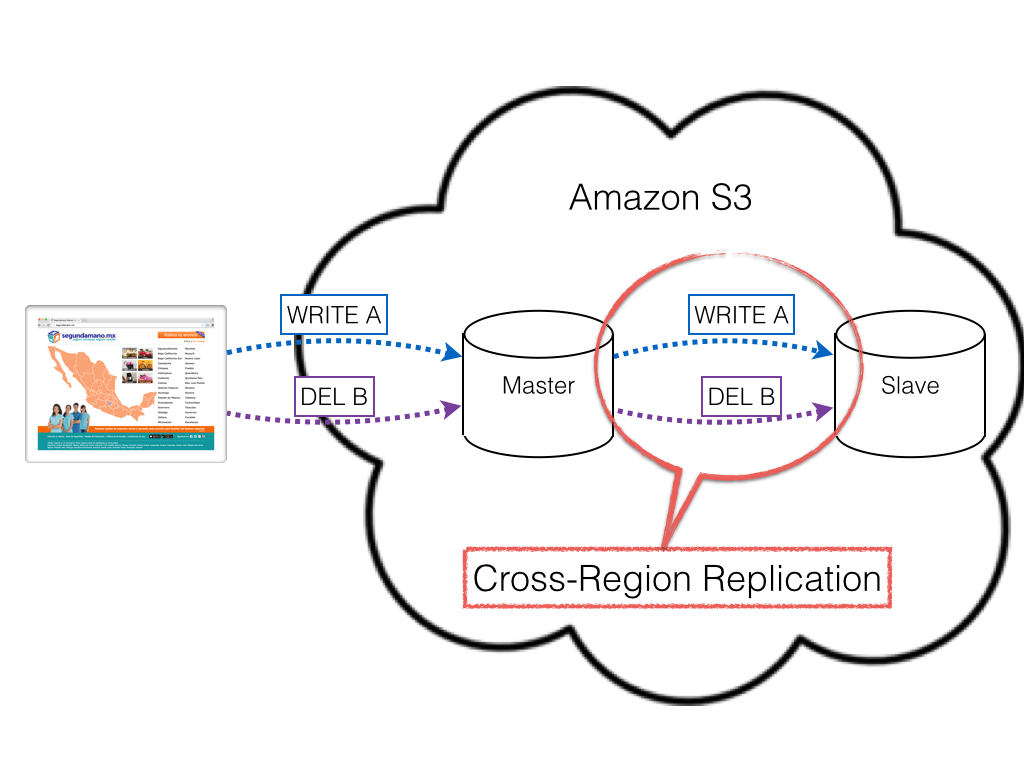 Amazon S3
WRITE A
WRITE A
segundamano.mx
Master
Slave
DEL B
DEL B
Cross-Region Replication